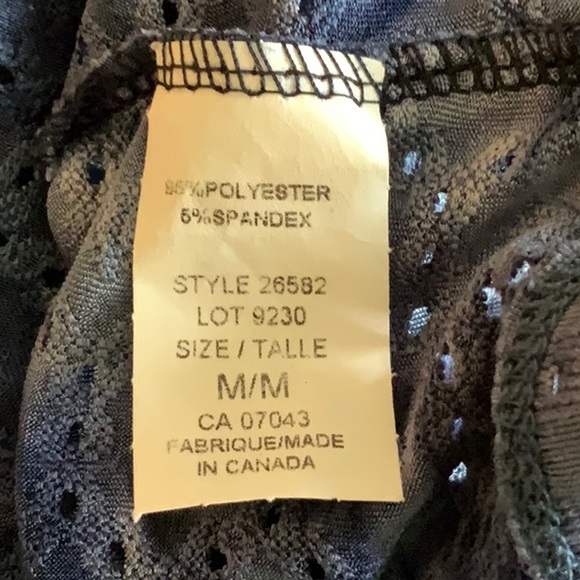 95%POLYESTER
5%SPANDEX
STYLE 26582
LOT 9230
SIZE / TALLE
M/M
CA 07043
FABRIQUE/MADE
IN CANADA